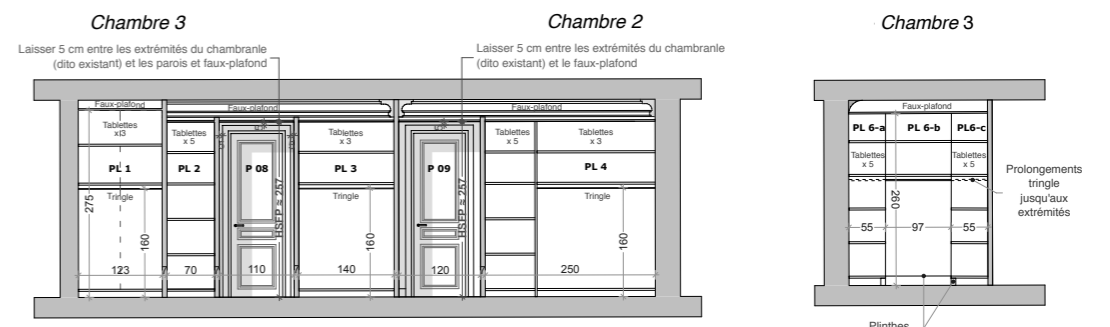 Chambre 3
Chambre 2
Chambre 3
Laisser 5 cm entre les extrémités du chambranle
(dito existant) et les parois et faux-plafond
Laisser 5 cm entre les extrémités du chambranle
(dito existant) et le faux-plafond
Faux-plafond
Faux-plafond
Faux-plafond
Tablettes
x3
Tablettes
x 5
Tablettes
x 3
Tablettes
x 5
Tablettes
x 3
PL 1
PL 2
P 08
PL 3
P 09
PL 4
Tringle
Tringle
Tringle
275
160
HSFP ≈ 257
160
HSFP ≈ 257
160
5
5
5
123
7
70
7
110
7
140
7
120
7
250
Faux-plafond
PL 6-a
PL 6-b
PL6-c
Tablettes
x 5
Tablettes
x 5
260
55
97
55
Prolongements
tringle
jusqu'aux
extrémités
Plinthes